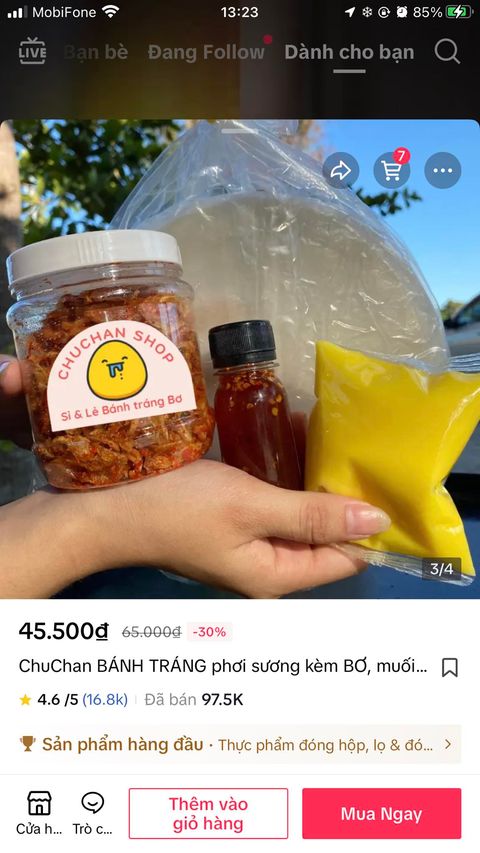 MobiFone 13:23 85%
LIVE Bạn bè Đang Follow Dành cho bạn
7
CHUCHAN SHOP
Sỉ & Lẻ Bánh tráng Bơ
3/4
45.500₫ 65.000₫ -30%
ChuChan BÁNH TRÁNG phơi sương kèm BƠ, muối...
4.6 /5 (16.8k) Đã bán 97.5K
Sản phẩm hàng đầu · Thực phẩm đóng hộp, lọ & đó...
Thêm vào
giỏ hàng
Mua Ngay
Cửa h... Trò c...